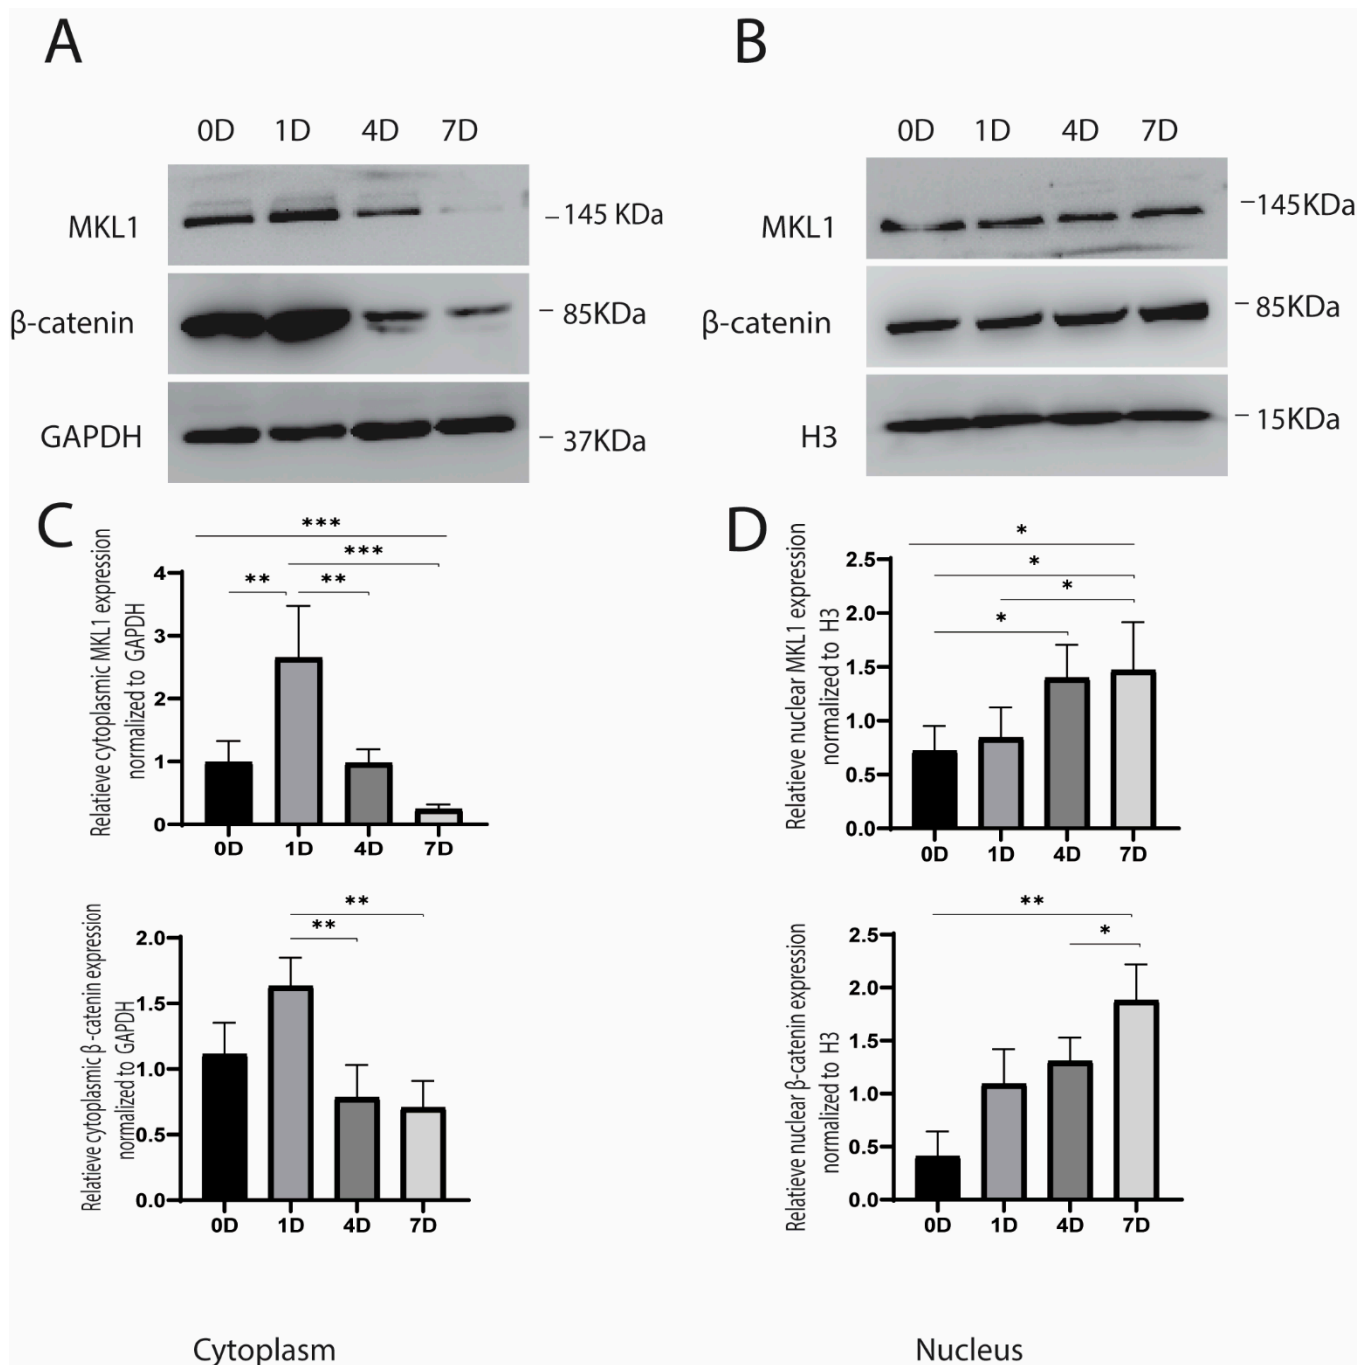 A
0D 1D 4D 7D
MKL1
145 KDa
β-catenin
85KDa
GAPDH
37KDa
B
0D 1D 4D 7D
MKL1
145KDa
β-catenin
85KDa
H3
15KDa
C
Relatieve cytoplasmic MKL1 expression
normalized to GAPDH
***
***
** **
4
3
2
1
0
0D 1D 4D 7D
Relatieve cytoplasmic β-catenin expression
normalized to GAPDH
**
**
2.0
1.5
1.0
0.5
0.0
0D 1D 4D 7D
Cytoplasm
D
Relatieve nuclear MKL1 expression
normalized to H3
*
*
*
*
2.5
2.0
1.5
1.0
0.5
0.0
0D 1D 4D 7D
Relatieve nuclear β-catenin expression
normalized to H3
**
*
2.5
2.0
1.5
1.0
0.5
0.0
0D 1D 4D 7D
Nucleus